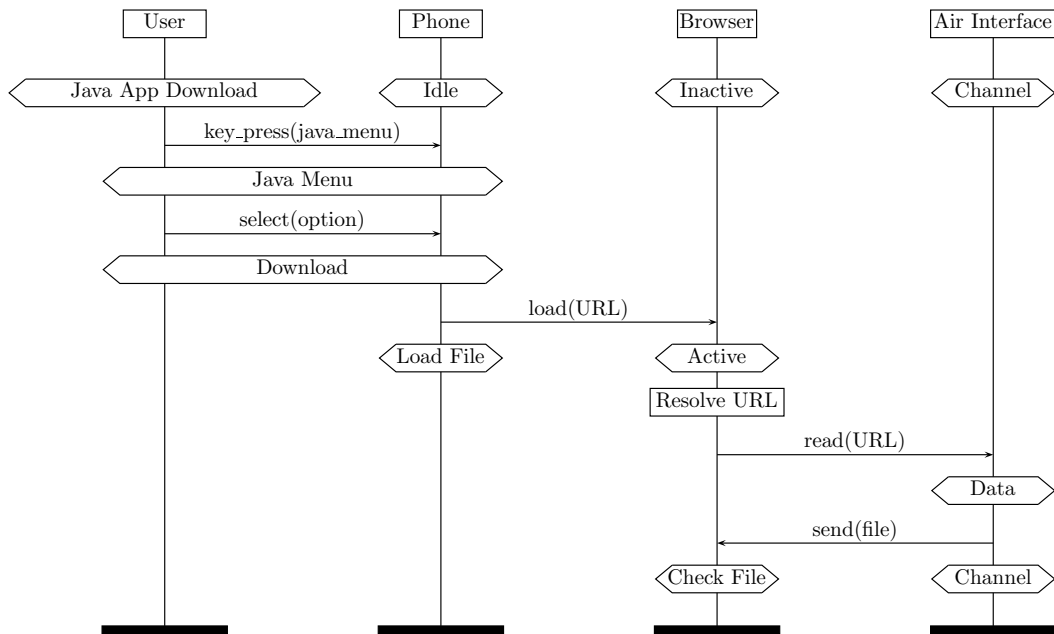 User
Phone
Browser
Air Interface
Java App Download
Idle
Inactive
Channel
key_press(java_menu)
Java Menu
select(option)
Download
load(URL)
Load File
Active
Resolve URL
read(URL)
Data
send(file)
Check File
Channel